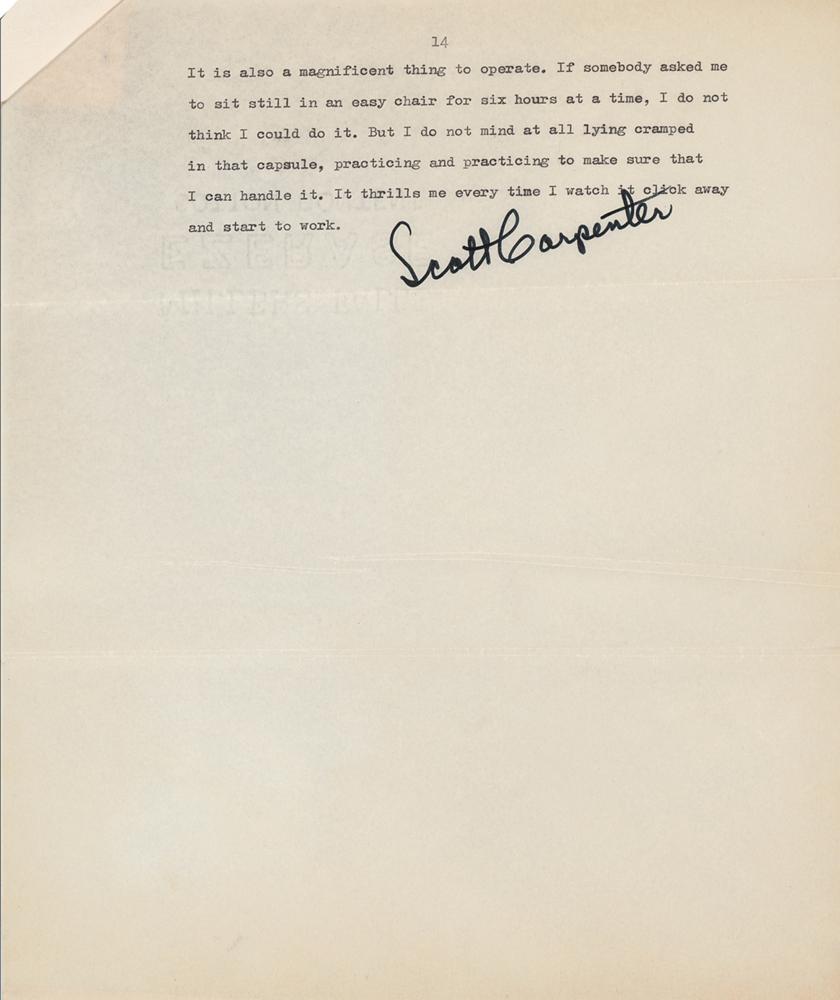 14
It is also a magnificent thing to operate. If somebody asked me
to sit still in an easy chair for six hours at a time, I do not
think I could do it. But I do not mind at all lying cramped
in that capsule, practicing and practicing to make sure that
I can handle it. It thrills me every time I watch it click away
and start to work.
Scott Carpenter